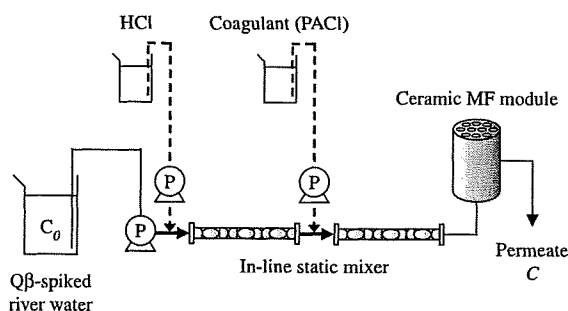 HCl
Coagulant (PACl)
Ceramic MF module
P
P
C0
P
In-line static mixer
Permeate
C
Qβ-spiked
river water